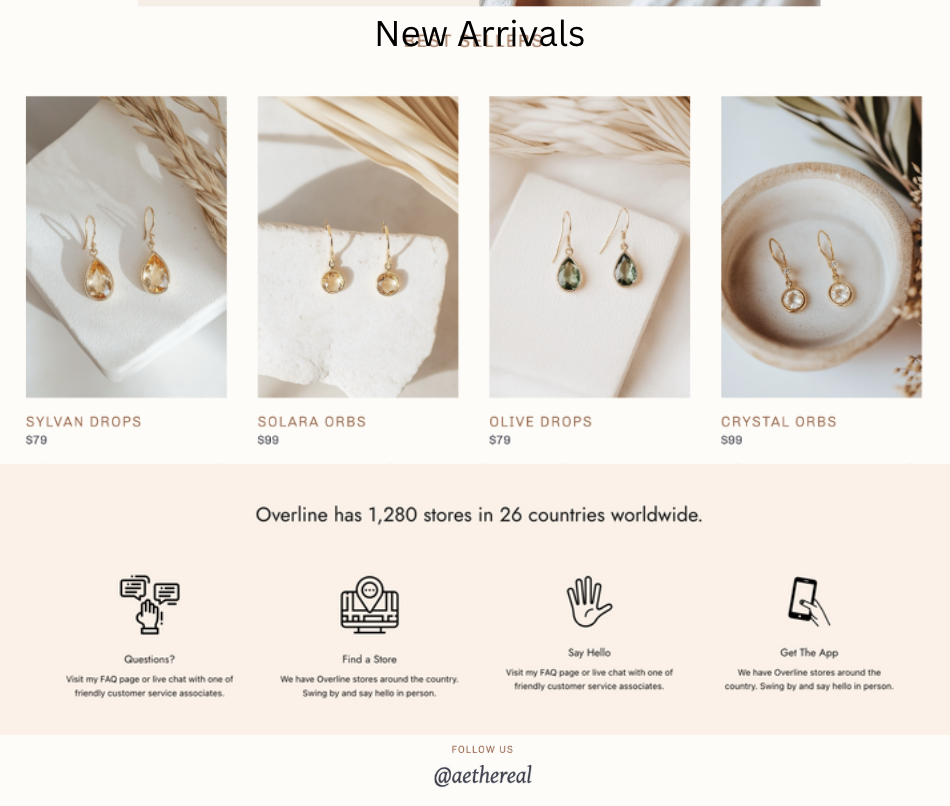 New Arrivals
BEST SELLERS
SYLVAN DROPS
$79
SOLARA ORBS
$99
OLIVE DROPS
$79
CRYSTAL ORBS
$99
Overline has 1,280 stores in 26 countries worldwide.
Questions?
Visit my FAQ page or live chat with one of
friendly customer service associates.
Find a Store
We have Overline stores around the country.
Swing by and say hello in person.
Say Hello
Visit my FAQ page or live chat with one of
friendly customer service associates.
Get The App
We have Overline stores around the
country. Swing by and say hello in person.
FOLLOW US
@aethereal